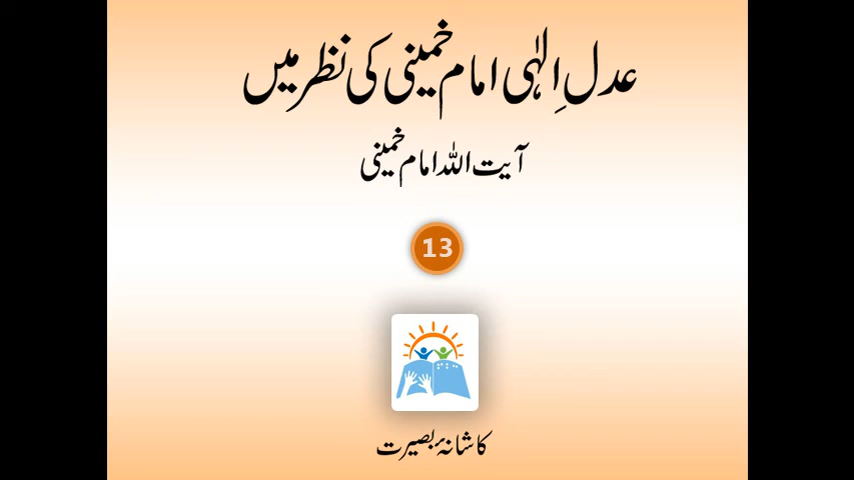 عدلِ الٰہی امام خمینی کی نظر میں
آیت اللہ امام خمینی
13
کاشانۂ بصیرت